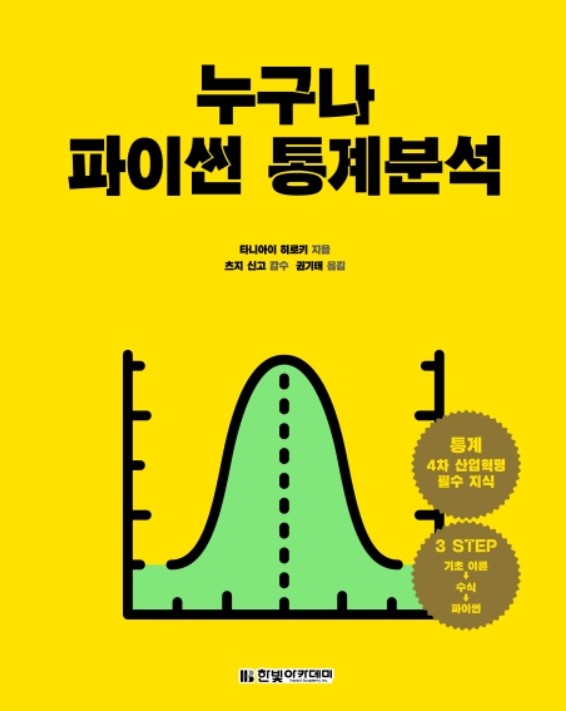 누구나
파이썬 통계분석
타니아이 히로키 지음
츠지 신고 감수 권기태 옮김
통계
4차 산업혁명
필수 지식
3 STEP
기초 이론
수식
파이썬
한빛아카데미
Hanbit Academy, Inc.